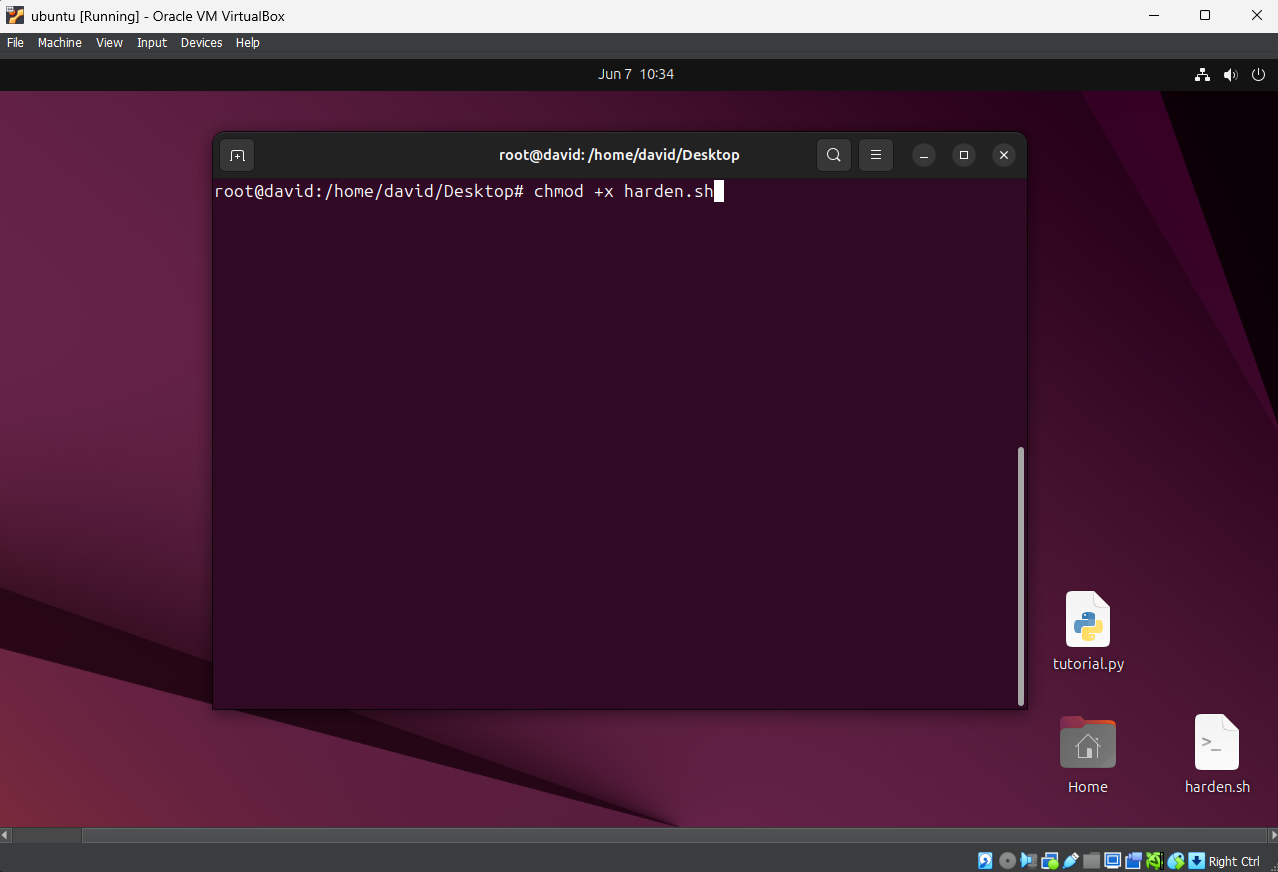 ubuntu [Running] - Oracle VM VirtualBox
File Machine View Input Devices Help
Jun 7 10:34
root@david: /home/david/Desktop
root@david:/home/david/Desktop# chmod +x harden.sh
tutorial.py
>_
Home
harden.sh
Right Ctrl